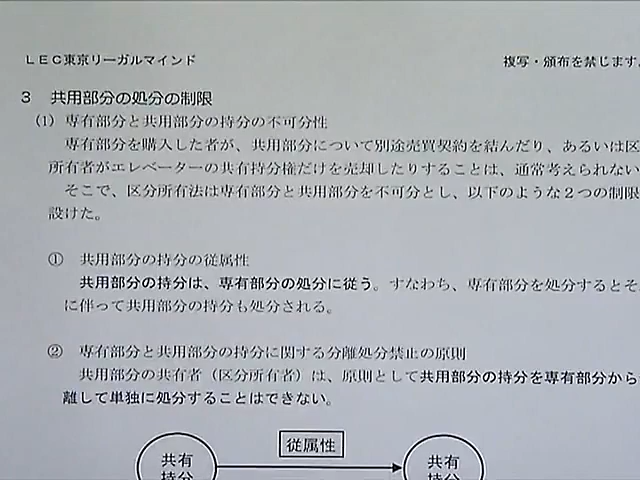 LEC東京リーガルマインド
複写・頒布を禁じます
3 共用部分の処分の制限
(1) 専有部分と共用部分の持分の不可分性
専有部分を購入した者が、共用部分について別途売買契約を結んだり、あるいは区
所有者がエレベーターの共有持分権だけを売却したりすることは、通常考えられない
そこで、区分所有法は専有部分と共用部分を不可分とし、以下のような2つの制限
設けた。
① 共用部分の持分の従属性
共用部分の持分は、専有部分の処分に従う。すなわち、専有部分を処分するとそ
に伴って共用部分の持分も処分される。
② 専有部分と共用部分の持分に関する分離処分禁止の原則
共用部分の共有者（区分所有者）は、原則として共用部分の持分を専有部分から
離して単独に処分することはできない。
従属性
共有 共有
持分 持分